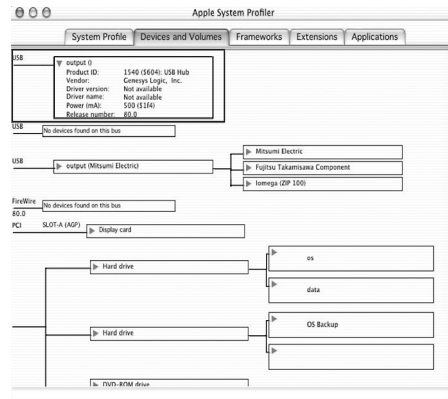 Apple System Profiler
System Profile Devices and Volumes Frameworks Extensions Applications
USB
output ()
Product ID: 1540 ($604): USB Hub
Vendor: Genesys Logic, Inc.
Driver version: Not available
Driver name: Not available
Power (mA): 500 ($1f4)
Release number: 80.0
USB
No devices found on this bus
USB
output (Mitsumi Electric)
Mitsumi Electric
Fujitsu Takamisawa Component
Iomega (ZIP 100)
FireWire
No devices found on this bus
80.0
PCI SLOT-A (AGP)
Display card
Hard drive
os
data
Hard drive
OS Backup
DVD-ROM drive